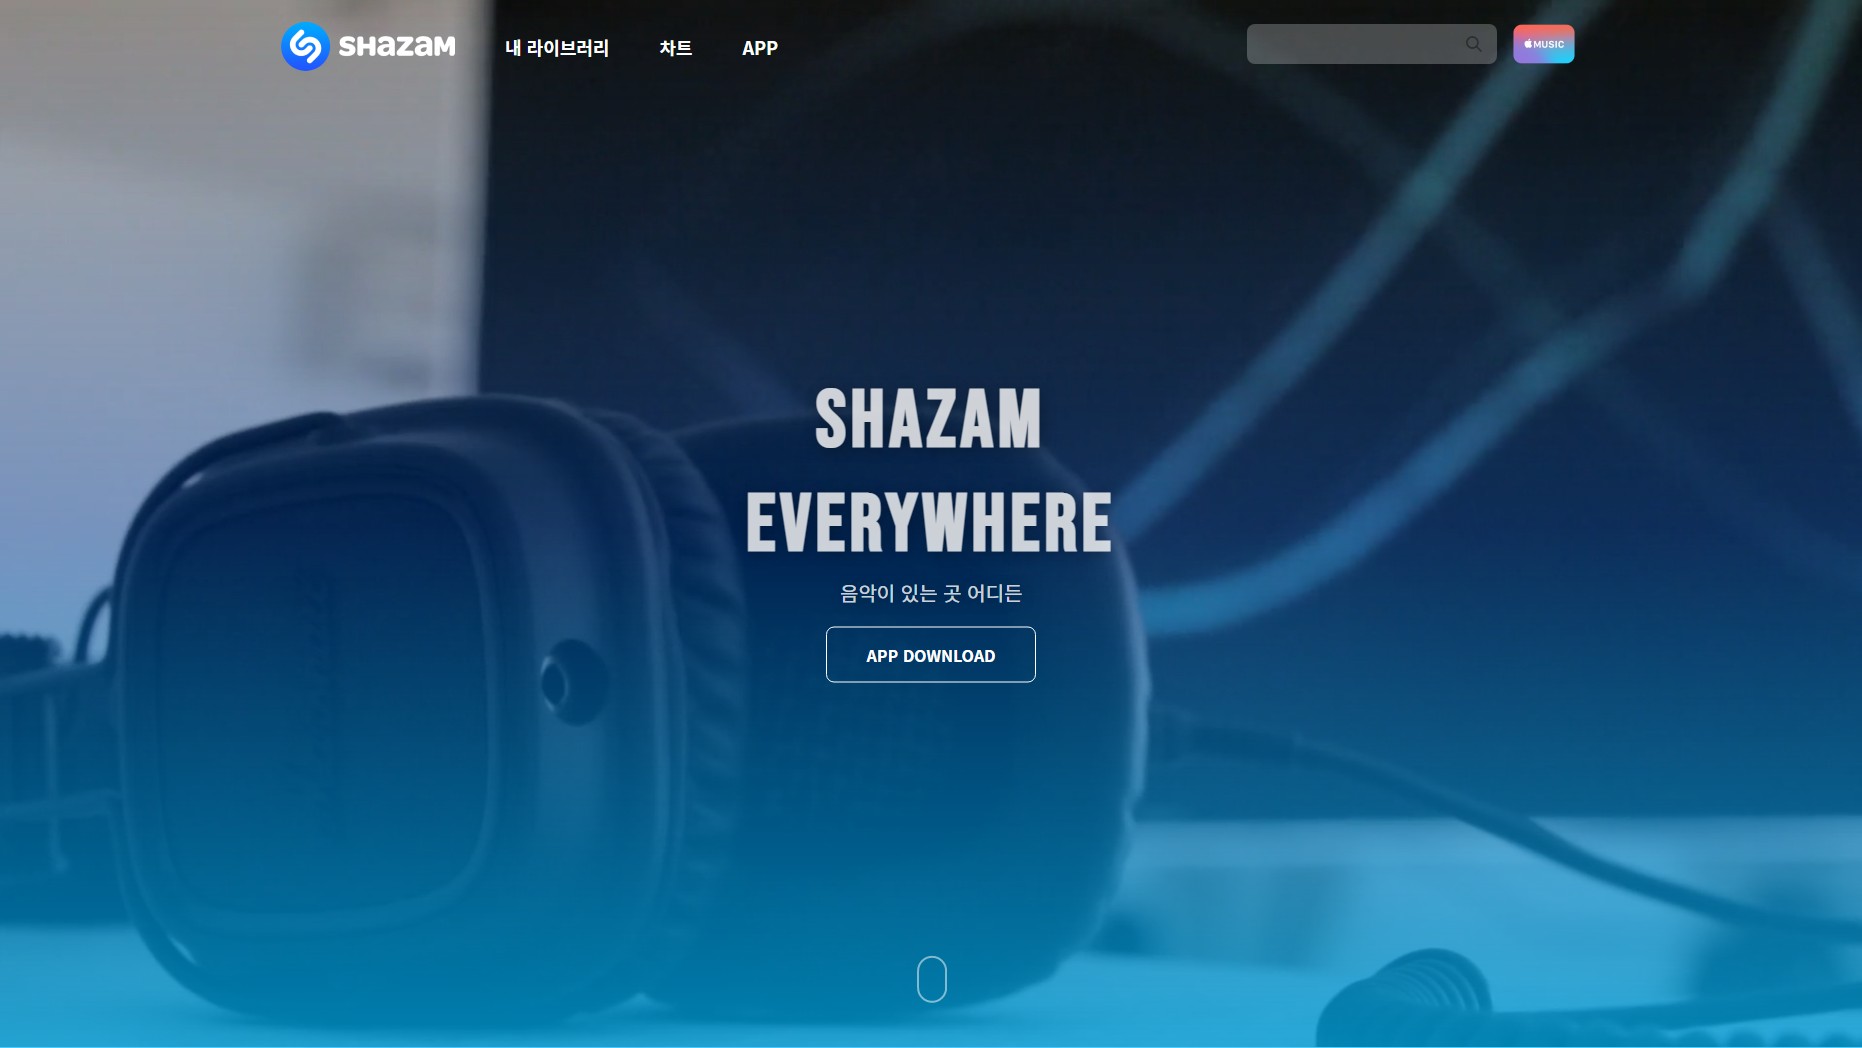 SHAZAM
내 라이브러리
차트
APP
MUSIC
SHAZAM
EVERYWHERE
음악이 있는 곳 어디든
APP DOWNLOAD